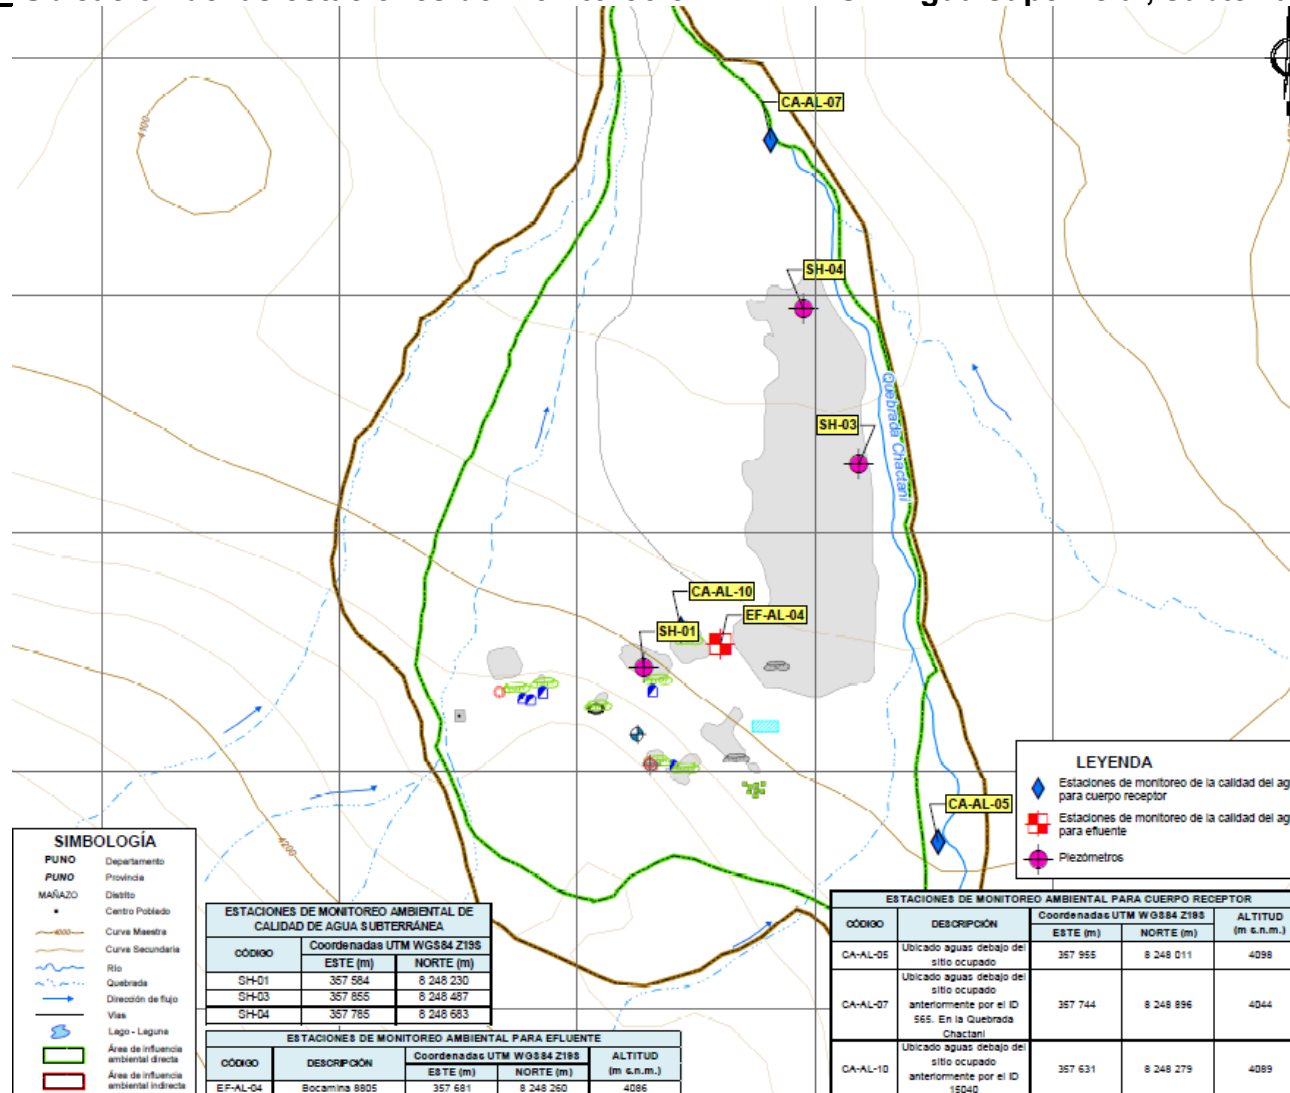 4100
CA-AL-07
SH-04
Quebrada Chactani
SH-03
CA-AL-10
EF-AL-04
SH-01
CA-AL-05
4200
LEYENDA
Estaciones de monitoreo de la calidad del ag
para cuerpo receptor
Estaciones de monitoreo de la calidad del ag
para efluente
Piezómetros
SIMBOLOGÍA
PUNO Departamento
PUNO Provincia
MAÑAZO Distrito
Centro Poblado
4000 Curva Maestra
Curva Secundaria
Río
Quebrada
Dirección de flujo
Vías
Lago - Laguna
Área de influencia
ambiental directa
Área de influencia
ambiental indirecta
ESTACIONES DE MONITOREO AMBIENTAL DE
CALIDAD DE AGUA SUBTERRÁNEA
CÓDIGO
Coordenadas UTM WGS84 Z19S
ESTE (m) NORTE (m)
SH-01 357 584 8 248 230
SH-03 357 855 8 248 487
SH-04 357 785 8 248 683
ESTACIONES DE MONITOREO AMBIENTAL PARA EFLUENTE
CÓDIGO DESCRIPCIÓN
Coordenadas UTM WGS84 Z19S
ESTE (m) NORTE (m)
ALTITUD
(m s.n.m.)
EF-AL-04 Bocamina 8805 357 681 8 248 260 4086
ESTACIONES DE MONITOREO AMBIENTAL PARA CUERPO RECEPTOR
CÓDIGO DESCRIPCIÓN
Coordenadas UTM WGS84 Z19S
ESTE (m) NORTE (m)
ALTITUD
(m s.n.m.)
CA-AL-05
Ubicado aguas debajo del
sitio ocupado
357 955 8 248 011 4098
CA-AL-07
Ubicado aguas debajo del
sitio ocupado
anteriormente por el ID
565. En la Quebrada
Chactani
357 744 8 248 896 4044
CA-AL-10
Ubicado aguas debajo del
sitio ocupado
anteriormente por el ID
15040
357 631 8 248 279 4089